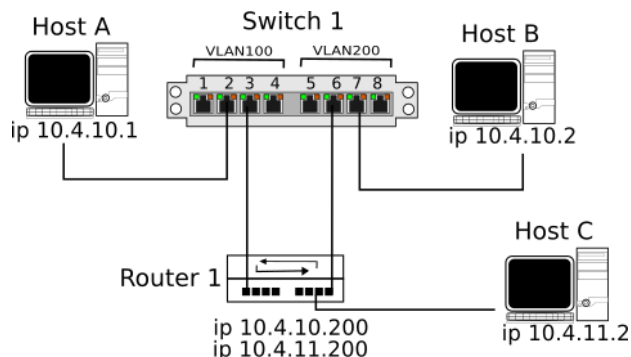 Switch 1
Host A
Host B
VLAN100
VLAN200
1 2 3 4 5 6 7 8
ip 10.4.10.1
ip 10.4.10.2
Host C
Router 1
ip 10.4.10.200
ip 10.4.11.200
ip 10.4.11.2